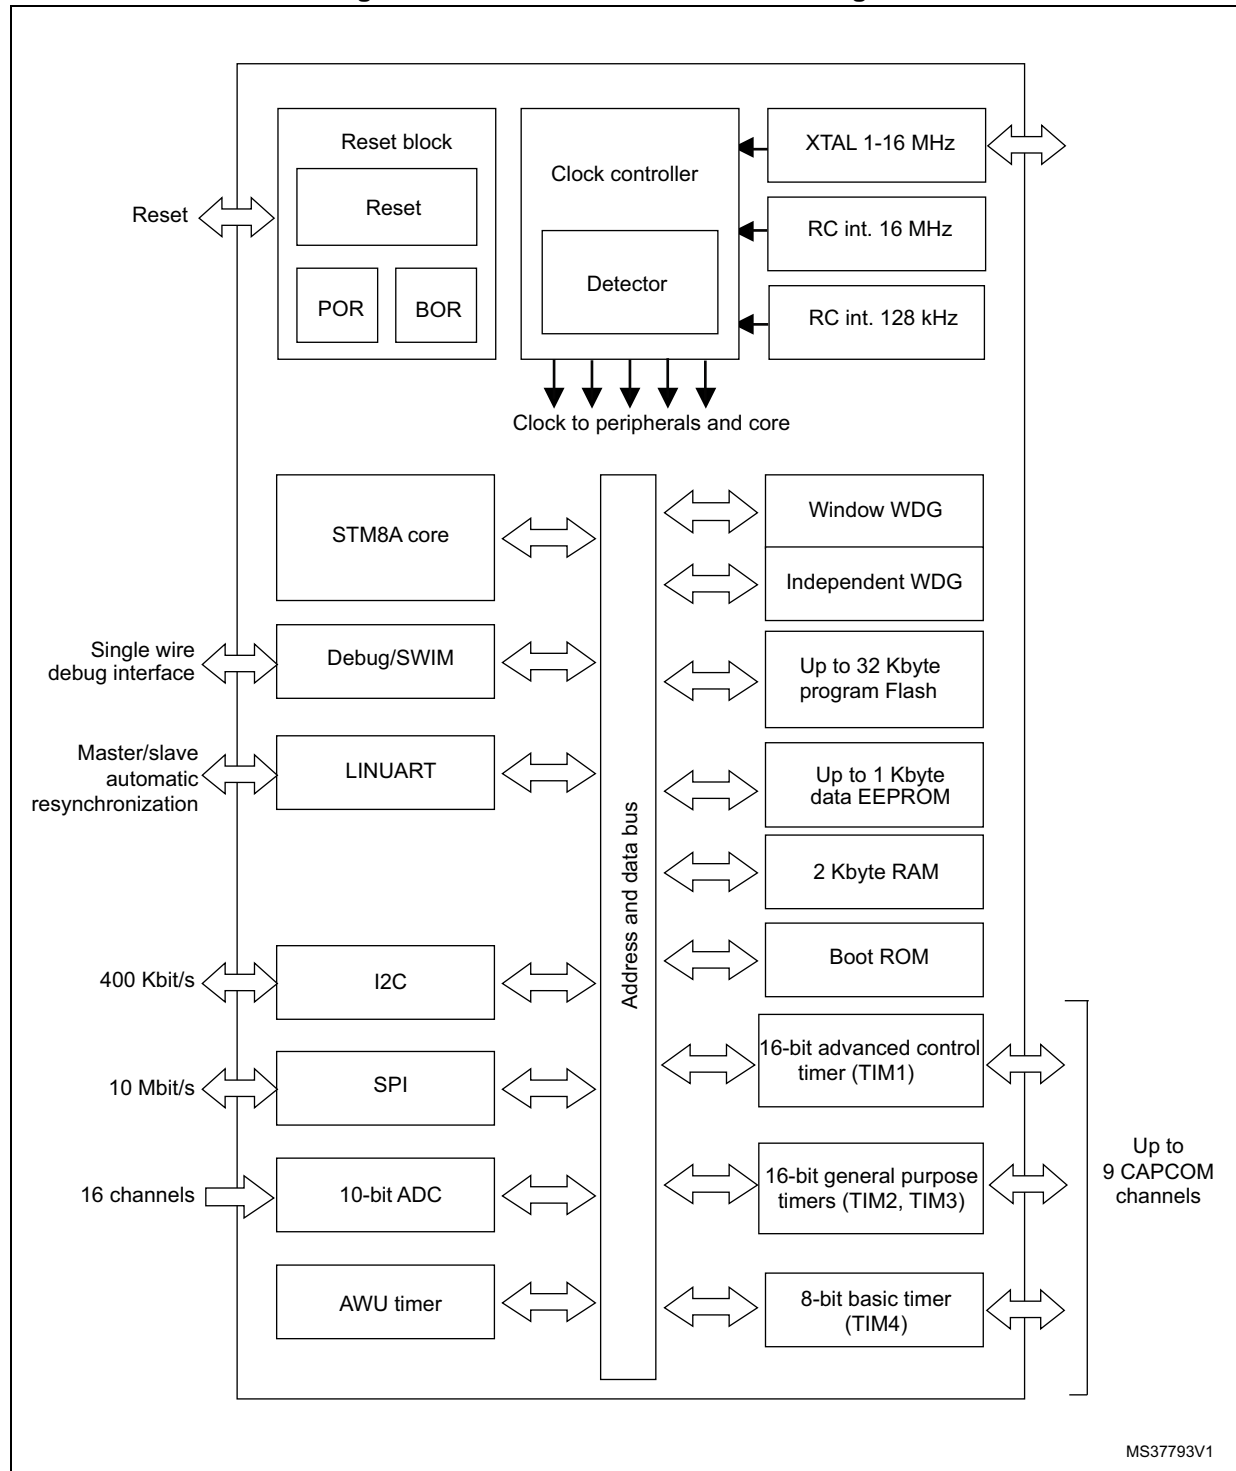 Reset block
Reset
Reset
POR
BOR
Clock controller
Detector
XTAL 1-16 MHz
RC int. 16 MHz
RC int. 128 kHz
Clock to peripherals and core
STM8A core
Single wire
debug interface
Debug/SWIM
Master/slave
automatic
resynchronization
LINUART
400 Kbit/s
I2C
10 Mbit/s
SPI
16 channels
10-bit ADC
AWU timer
Address and data bus
Window WDG
Independent WDG
Up to 32 Kbyte
program Flash
Up to 1 Kbyte
data EEPROM
2 Kbyte RAM
Boot ROM
16-bit advanced control
timer (TIM1)
16-bit general purpose
timers (TIM2, TIM3)
8-bit basic timer
(TIM4)
Up to
9 CAPCOM
channels
MS37793V1